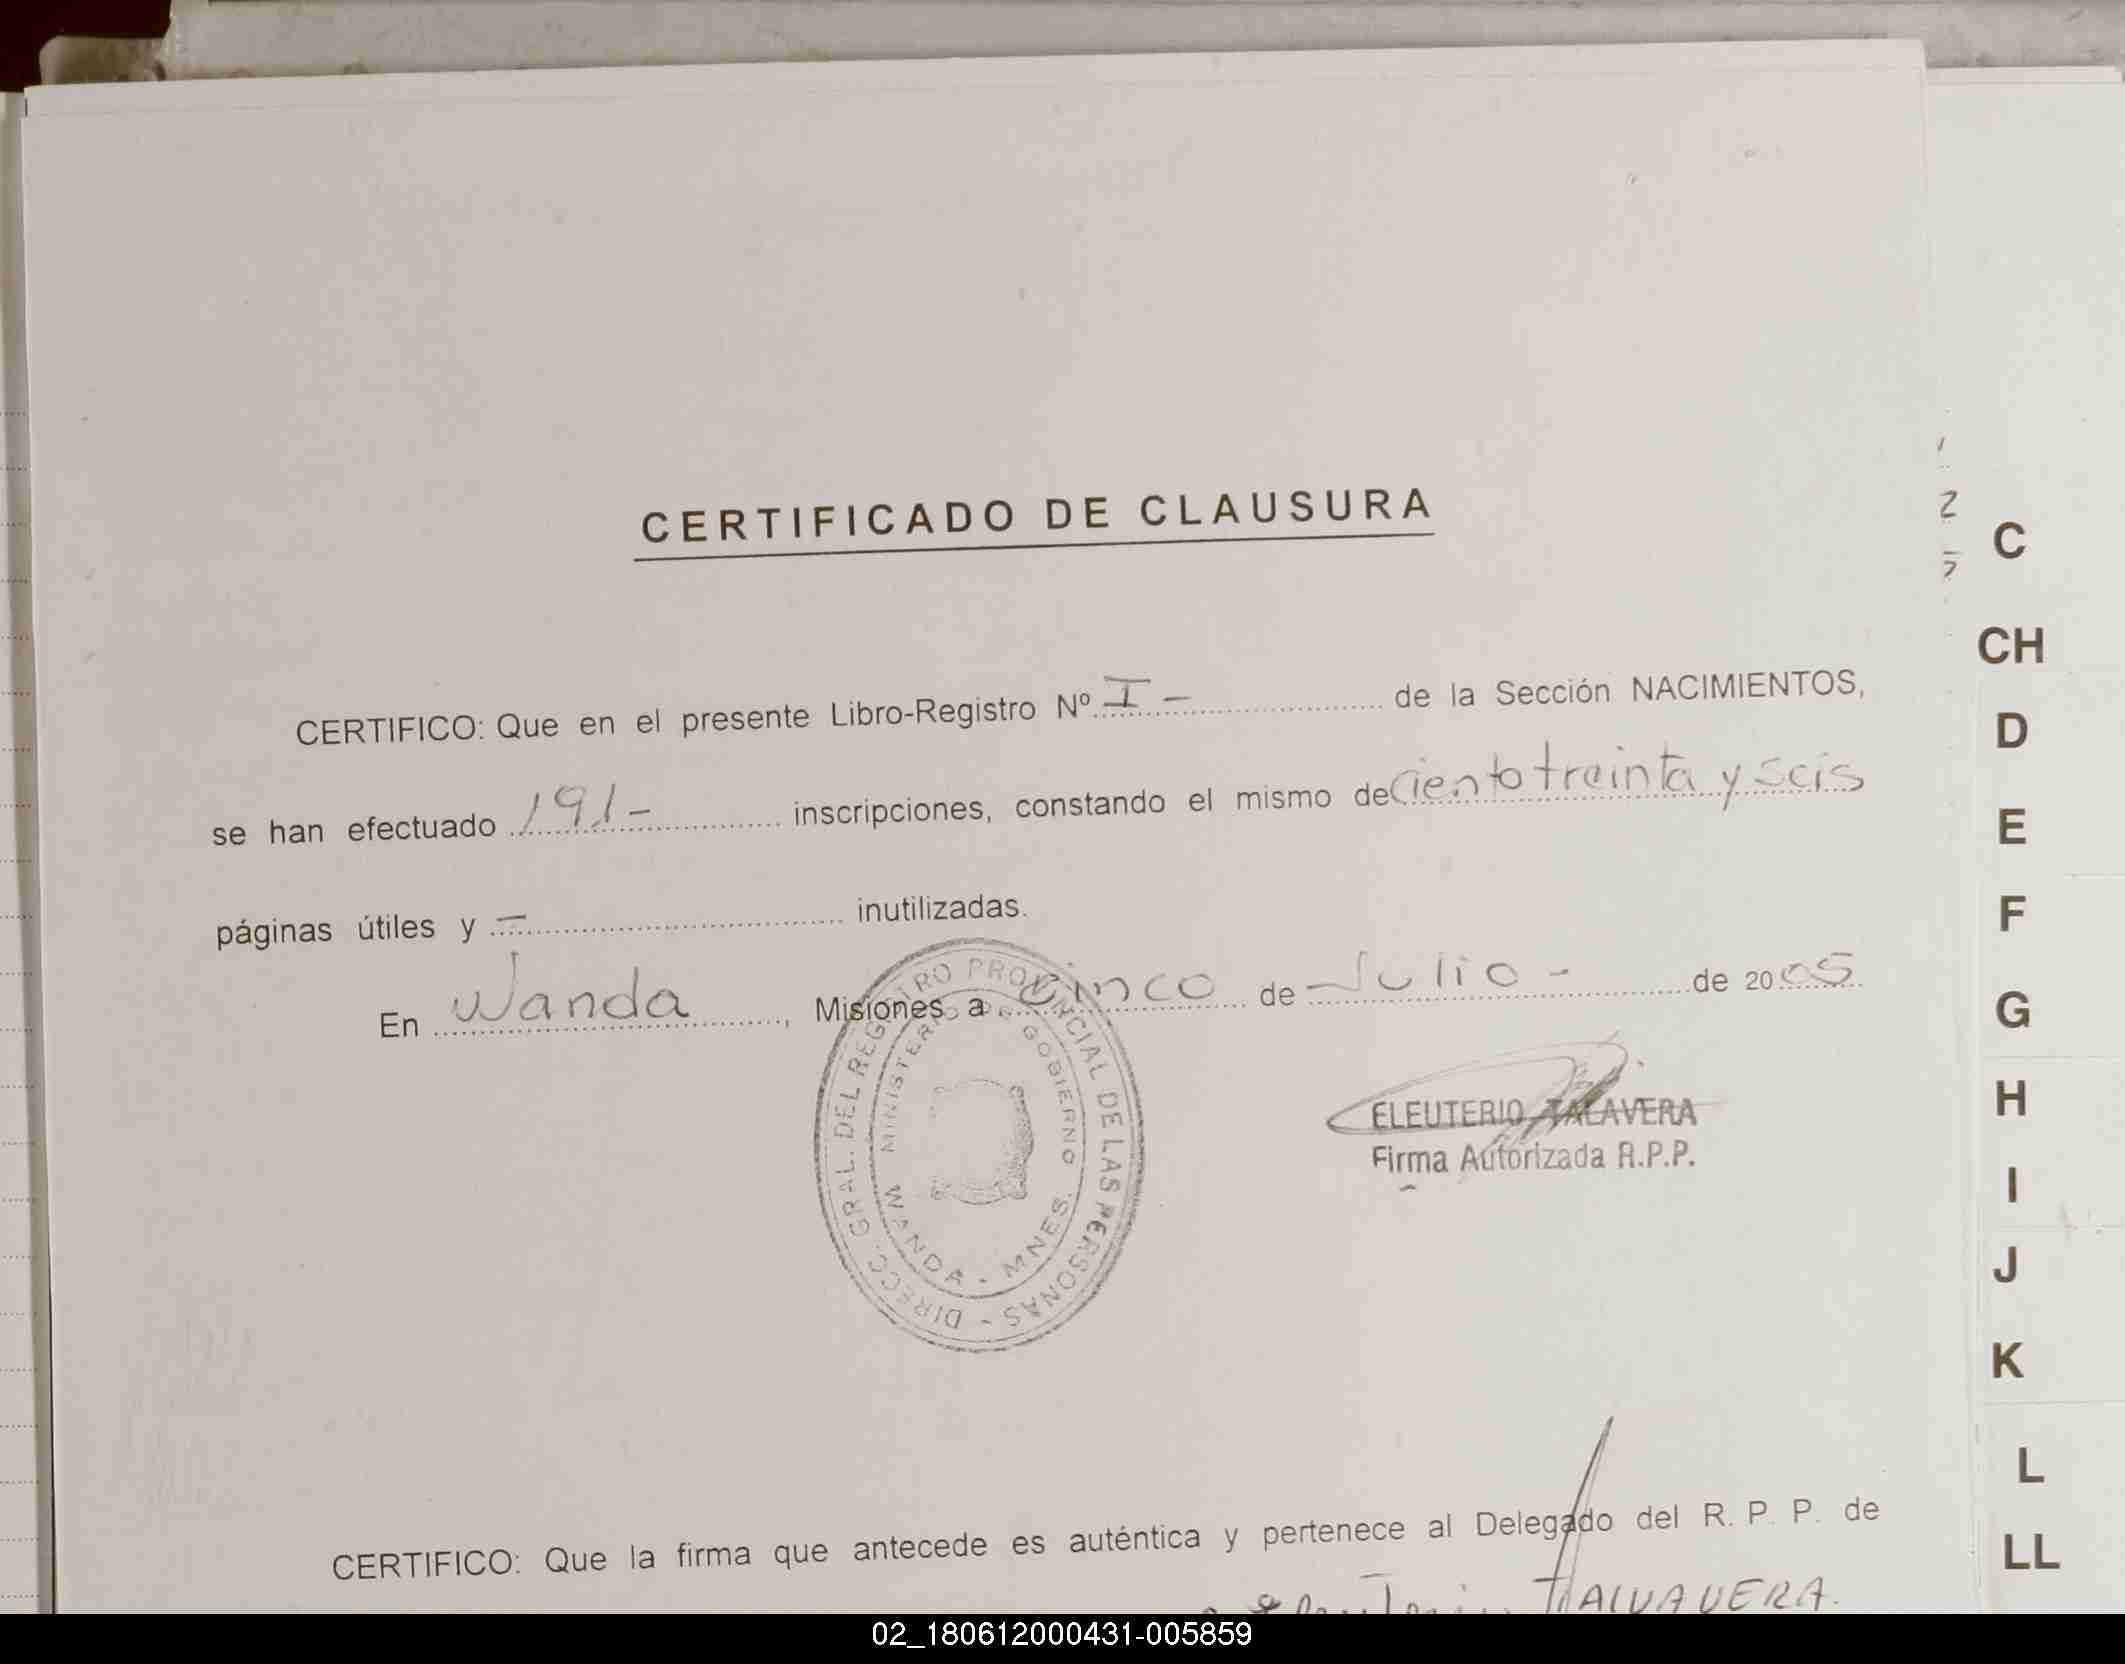 CERTIFICADO DE CLAUSURA
CERTIFICO: Que en el presente Libro-Registro Nº I - de la Sección NACIMIENTOS,
se han efectuado 191- inscripciones, constando el mismo de Ciento treinta y seis
páginas útiles y - inutilizadas.
En Wanda, Misiones a Cinco de Julio - de 2005
DIRECC. GRAL. DEL REGISTRO PROVINCIAL DE LAS PERSONAS -
MINISTERIO DE GOBIERNO
WANDA - MNES.
ELEUTERIO TALAVERA
Firma Autorizada R.P.P.
CERTIFICO: Que la firma que antecede es auténtica y pertenece al Delegado del R. P. P. de
TALVAVERA.
2
C
CH
D
E
F
G
H
I
J
K
L
LL
02_180612000431-005859